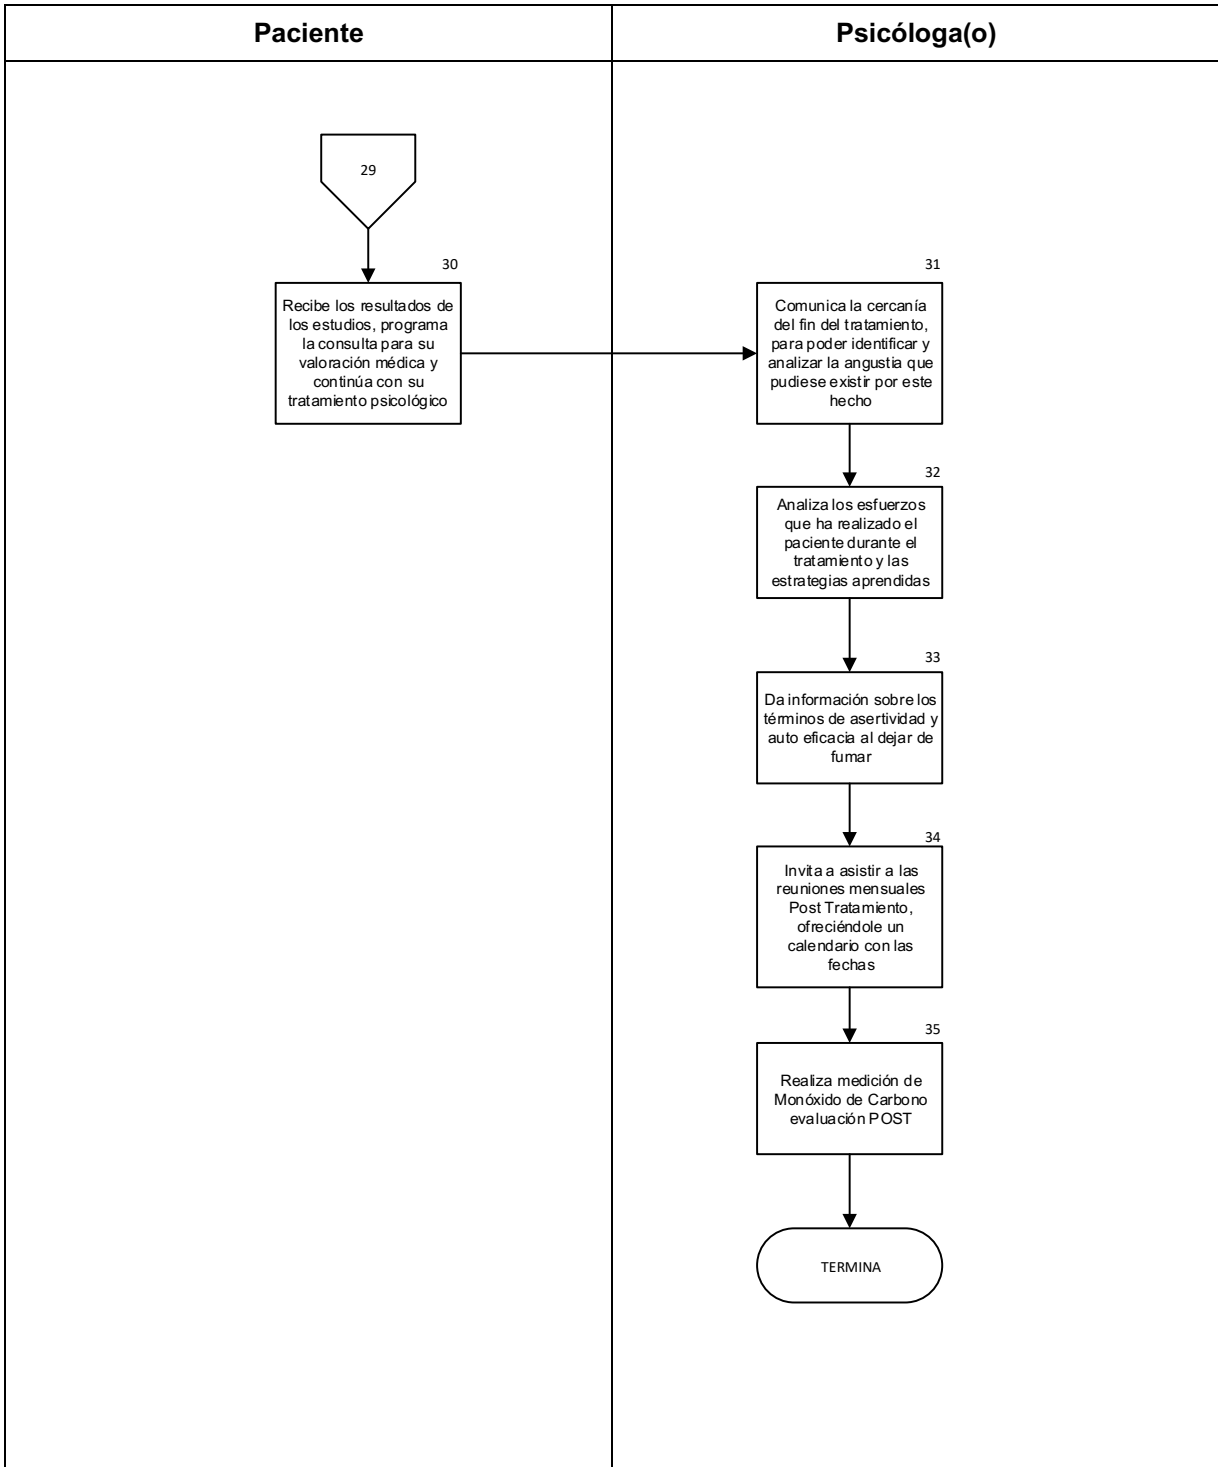 Paciente
Psicóloga(o)
29
30
Recibe los resultados de
los estudios, programa
la consulta para su
valoración médica y
continúa con su
tratamiento psicológico
31
Comunica la cercanía
del fin del tratamiento,
para poder identificar y
analizar la angustia que
pudiese existir por este
hecho
32
Analiza los esfuerzos
que ha realizado el
paciente durante el
tratamiento y las
estrategias aprendidas
33
Da información sobre los
términos de asertividad y
auto eficacia al dejar de
fumar
34
Invita a asistir a las
reuniones mensuales
Post Tratamiento,
ofreciéndole un
calendario con las
fechas
35
Realiza medición de
Monóxido de Carbono
evaluación POST
TERMINA